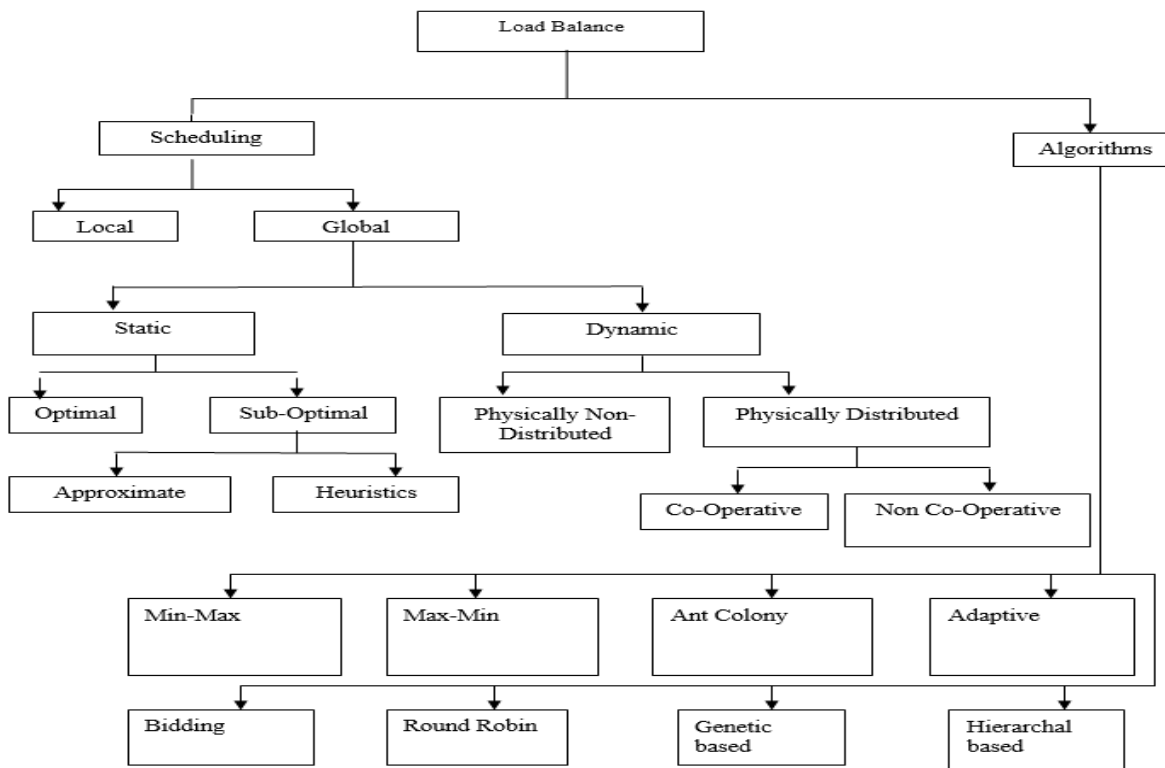 Load Balance
Scheduling
Algorithms
Local
Global
Static
Dynamic
Optimal
Sub-Optimal
Physically Non-
Distributed
Physically Distributed
Approximate
Heuristics
Co-Operative
Non Co-Operative
Min-Max
Max-Min
Ant Colony
Adaptive
Bidding
Round Robin
Genetic
based
Hierarchal
based